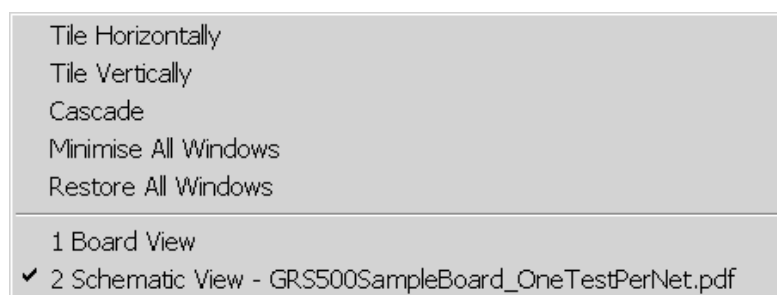 Tile Horizontally
Tile Vertically
Cascade
Minimise All Windows
Restore All Windows
1 Board View
✔ 2 Schematic View - GRS500SampleBoard_OneTestPerNet.pdf